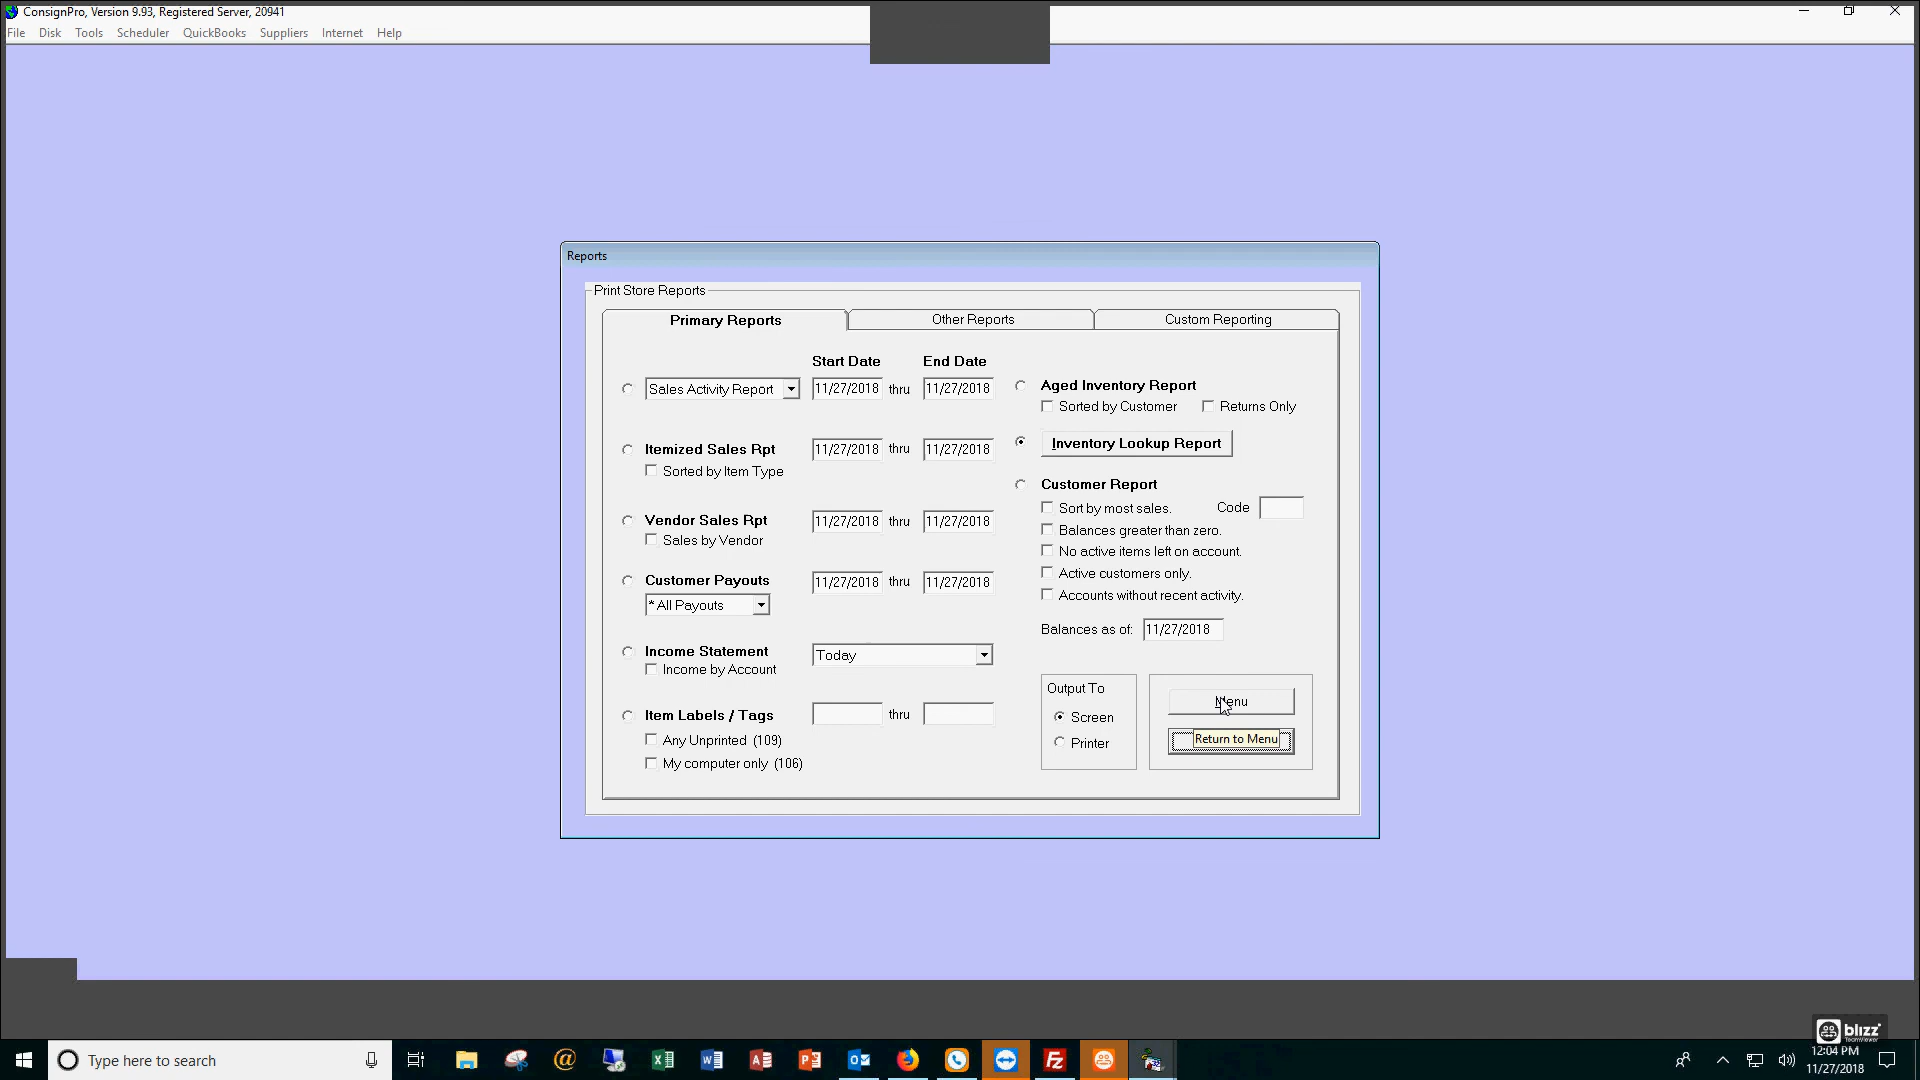 ConsignPro, Version 9.93, Registered Server, 20941
File Disk Tools Scheduler QuickBooks Suppliers Internet Help
Reports
Print Store Reports
Primary Reports Other Reports Custom Reporting
Start Date End Date
Sales Activity Report 11/27/2018 thru 11/27/2018
Itemized Sales Rpt 11/27/2018 thru 11/27/2018
Sorted by Item Type
Vendor Sales Rpt 11/27/2018 thru 11/27/2018
Sales by Vendor
Customer Payouts 11/27/2018 thru 11/27/2018
*All Payouts
Income Statement Today
Income by Account
Item Labels / Tags thru
Any Unprinted (109)
My computer only (106)
Aged Inventory Report
Sorted by Customer Returns Only
Inventory Lookup Report
Customer Report
Sort by most sales. Code
Balances greater than zero.
No active items left on account.
Active customers only.
Accounts without recent activity.
Balances as of: 11/27/2018
Output To
Screen
Printer
Menu
Return to Menu
blizz
TeamViewer
Type here to search
12:04 PM
11/27/2018